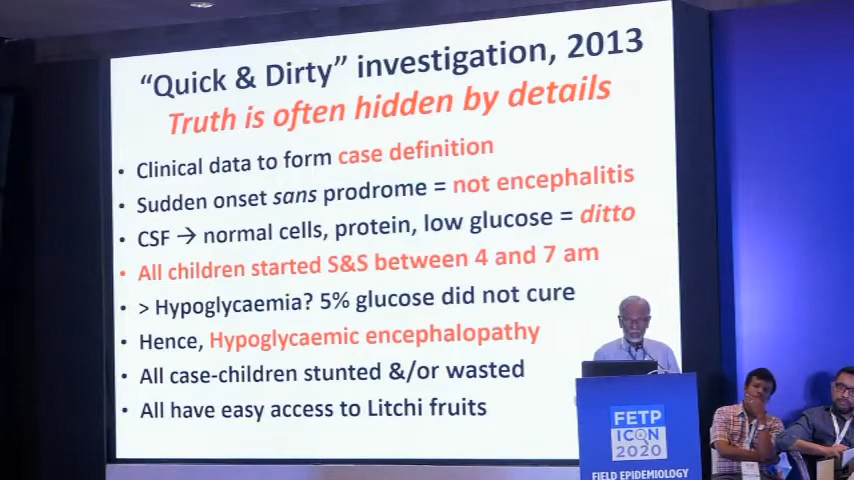 “Quick & Dirty” investigation, 2013
Truth is often hidden by details
• Clinical data to form case definition
• Sudden onset sans prodrome = not encephalitis
• CSF → normal cells, protein, low glucose = ditto
• All children started S&S between 4 and 7 am
• > Hypoglycaemia? 5% glucose did not cure
• Hence, Hypoglycaemic encephalopathy
• All case-children stunted &/or wasted
• All have easy access to Litchi fruits
FETP
ICON
2020
FIELD EPIDEMIOLOGY